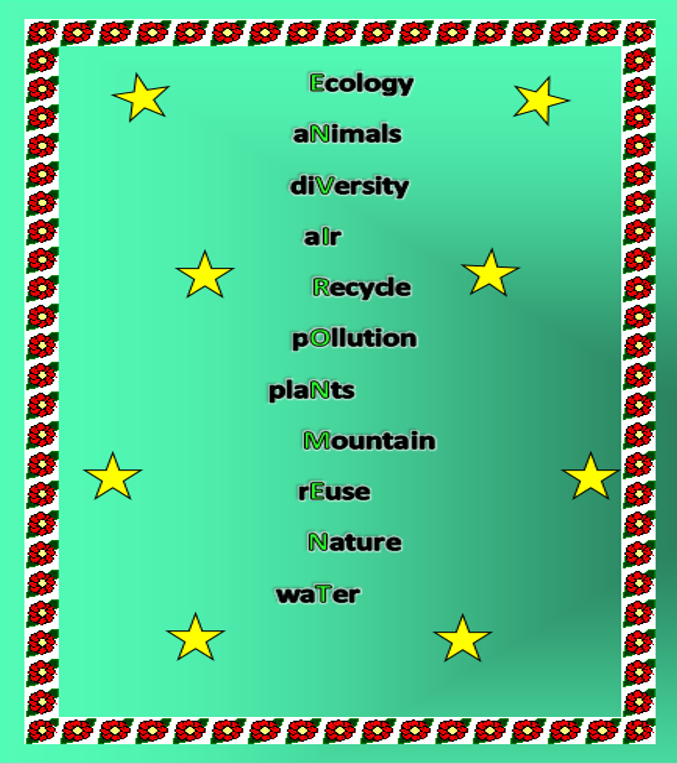 Ecology
aNimals
diVersity
aIr
Recycle
pOllution
plaNts
Mountain
rEuse
Nature
waTer